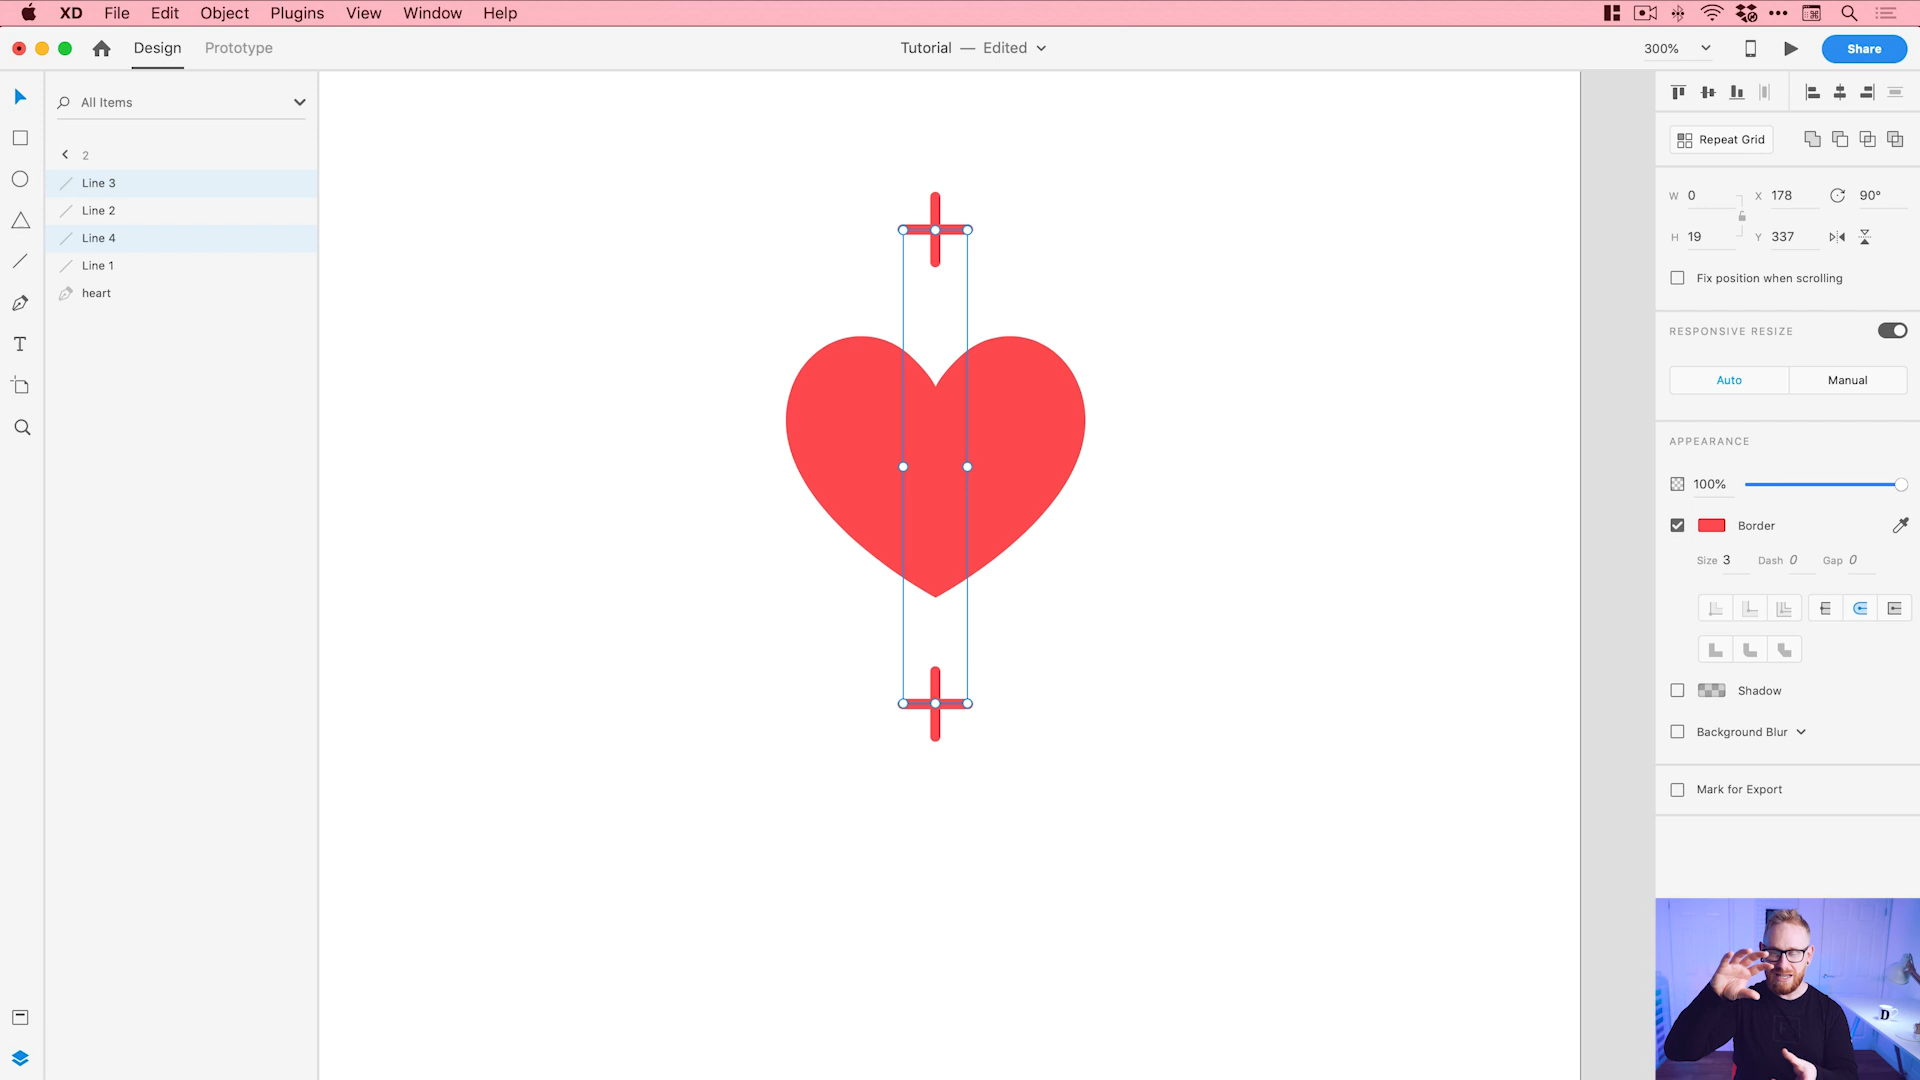 XD File Edit Object Plugins View Window Help
Design Prototype
Tutorial — Edited
300%
Share
All Items
2
Line 3
Line 2
Line 4
Line 1
heart
Repeat Grid
W 0 X 178 90°
H 19 Y 337
Fix position when scrolling
RESPONSIVE RESIZE
Auto Manual
APPEARANCE
100%
Border
Size 3 Dash 0 Gap 0
Shadow
Background Blur
Mark for Export
D